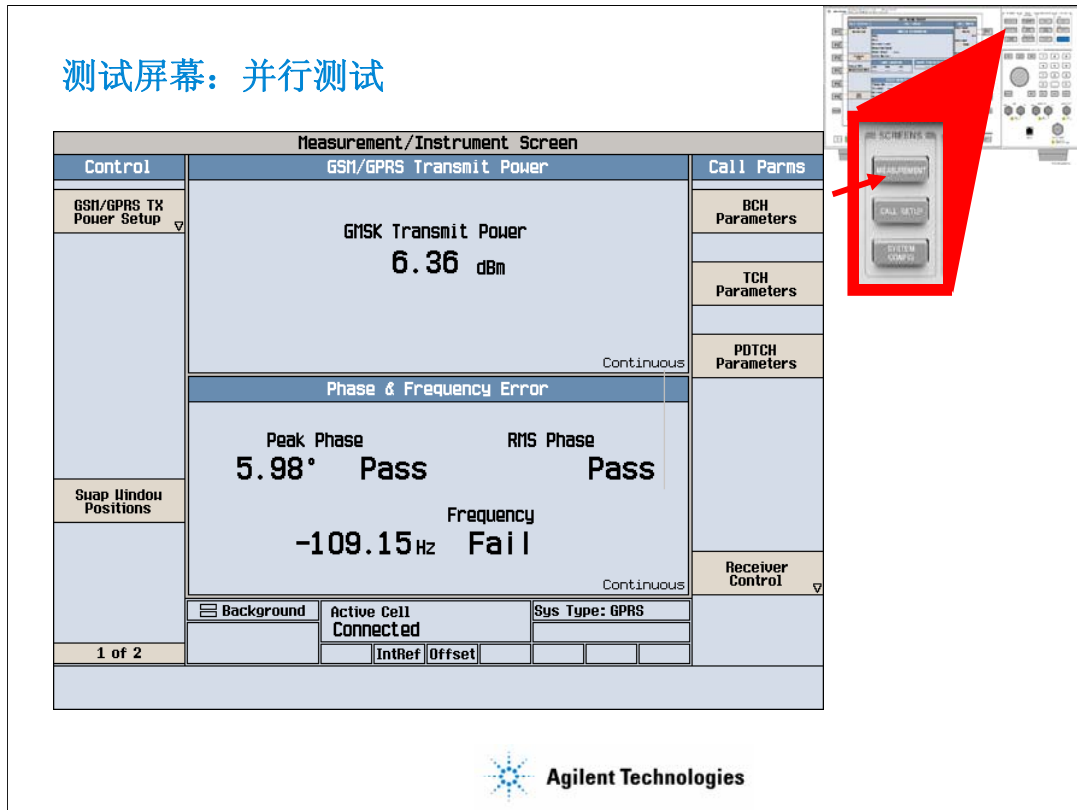 测试屏幕：并行测试
Measurement/Instrument Screen
Control
GSM/GPRS Transmit Power
Call Parms
GSM/GPRS TX
Power Setup
GMSK Transmit Power
6.36 dBm
Continuous
BCH
Parameters
TCH
Parameters
PDTCH
Parameters
Phase & Frequency Error
Peak Phase
RMS Phase
5.98° Pass
Pass
Frequency
-109.15 Hz Fail
Continuous
Swap Window
Positions
Receiver
Control
Background
Active Cell
Connected
Sys Type: GPRS
1 of 2
IntRef
Offset
SCREENS
MEASUREMENT
CALL SETUP
SYSTEM
CONFIG
Agilent Technologies